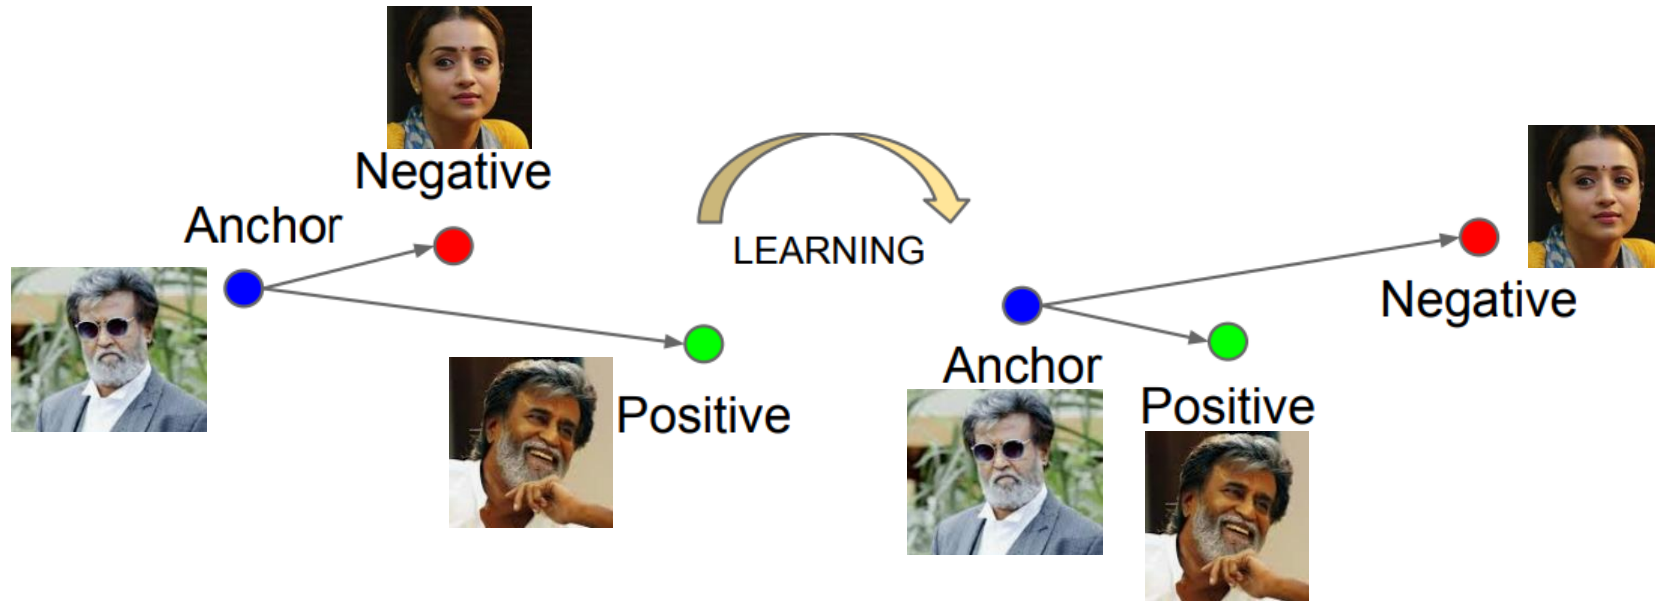 Negative
Anchor
Positive
LEARNING
Negative
Anchor
Positive